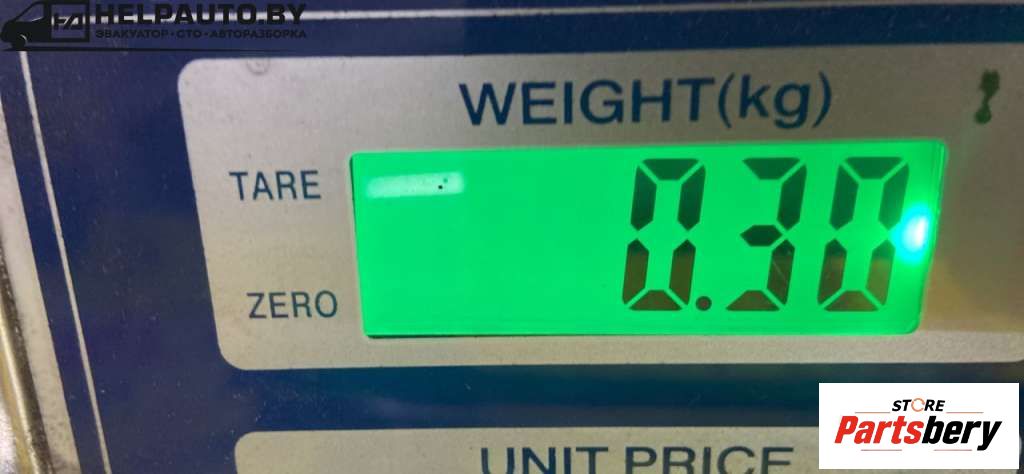 HELPAUTO.BY
ЭВАКУАТОР • СТО • АВТОРАЗБОРКА
WEIGHT(kg)
TARE
0.30
ZERO
UNIT PRICE
STORE
Partsbery